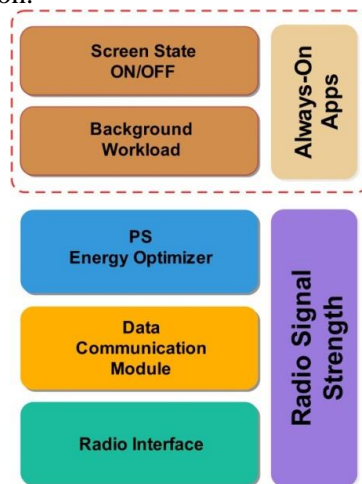 on.
Screen State
ON/OFF
Background
Workload
Always-On
Apps
PS
Energy Optimizer
Data
Communication
Module
Radio Interface
Radio Signal
Strength